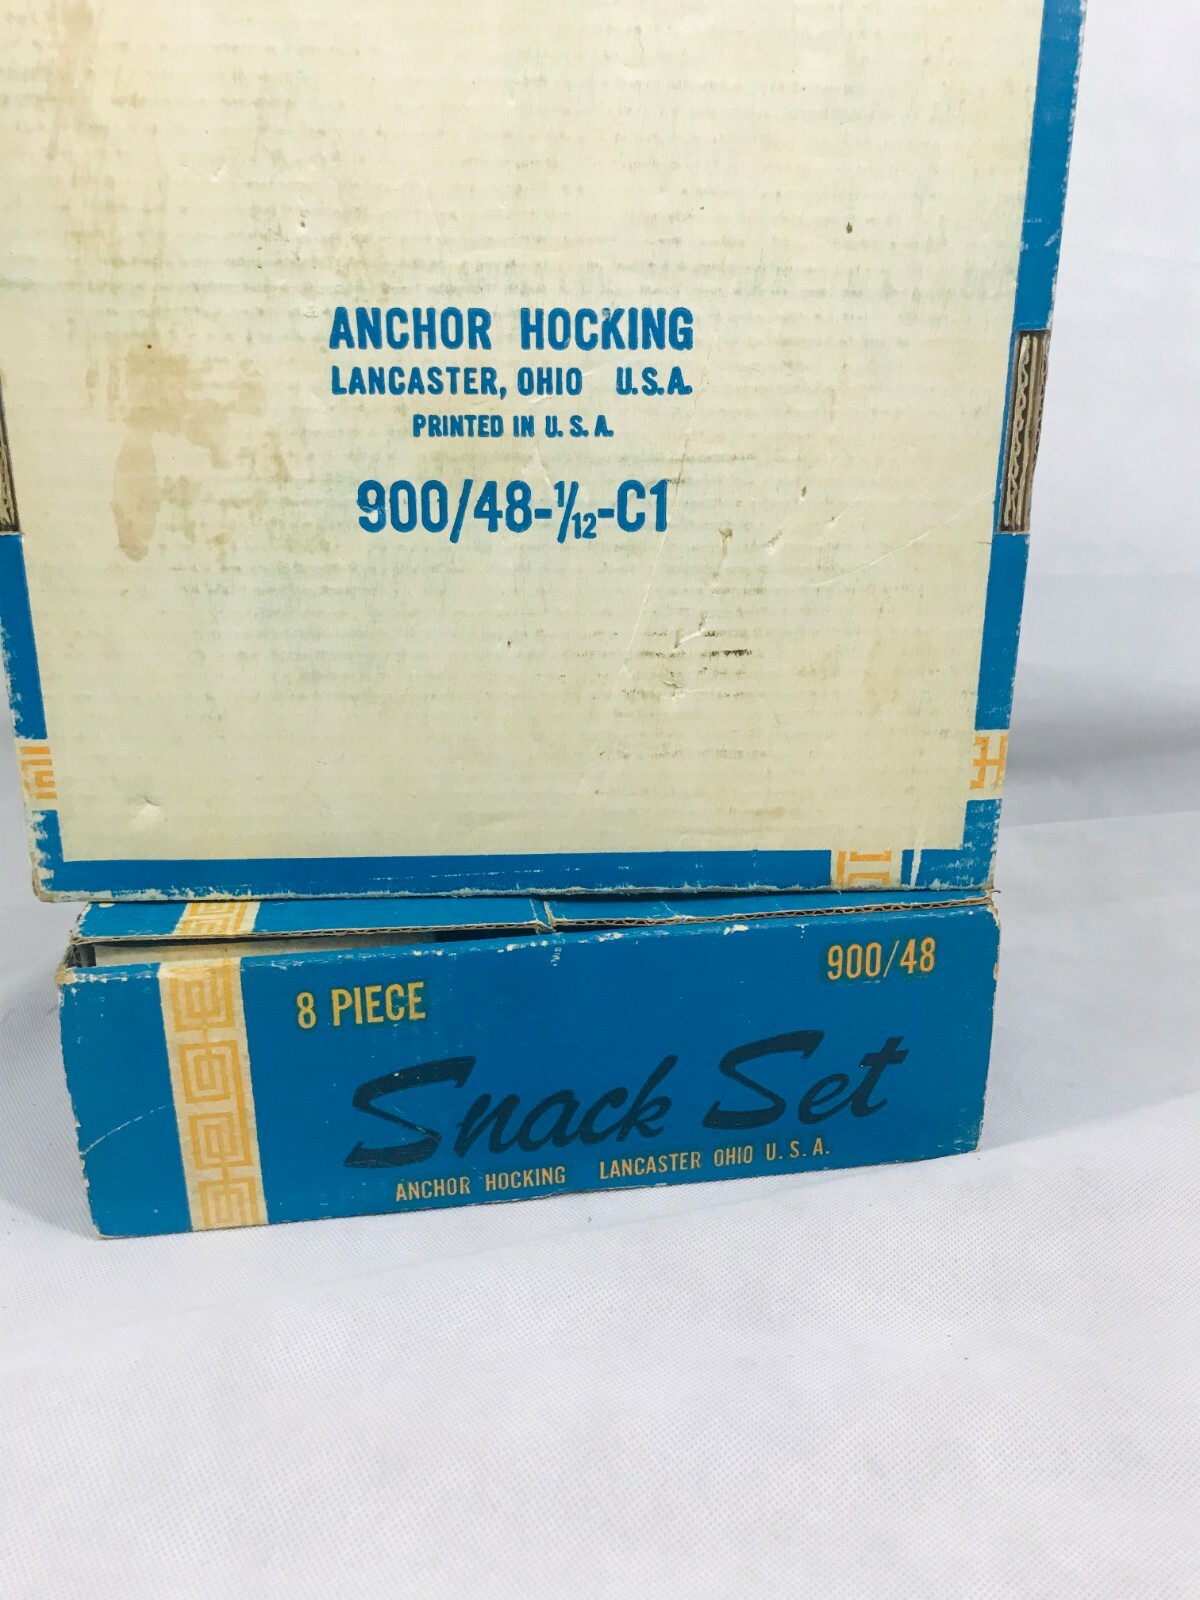 ANCHOR HOCKING
LANCASTER, OHIO U.S.A.
PRINTED IN U. S. A.
900/48-1/12-C1
8 PIECE
900/48
Snack Set
ANCHOR HOCKING LANCASTER OHIO U. S. A.